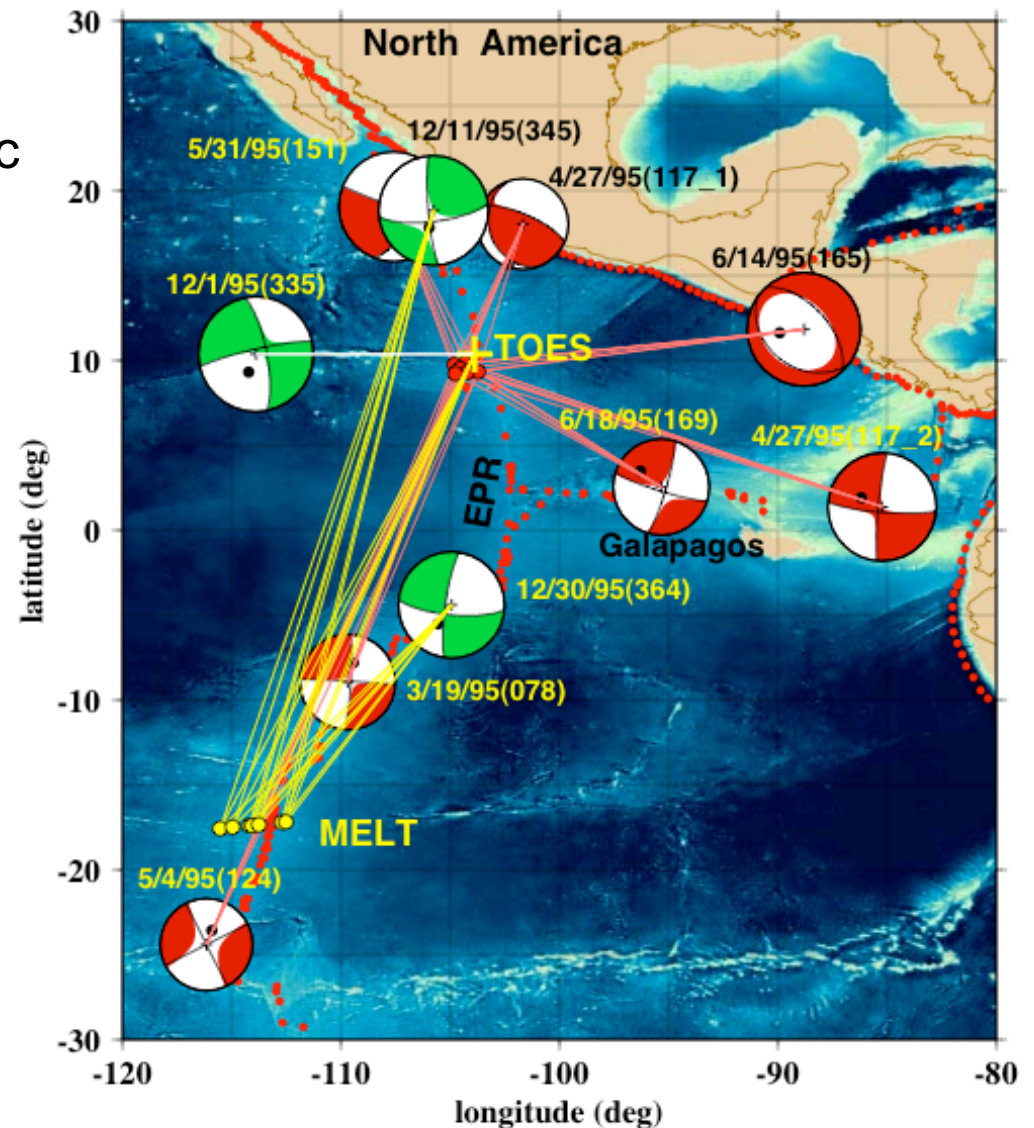 30
North America
c
12/11/95(345)
5/31/95(151)
4/27/95(117_1)
20
6/14/95(165)
12/1/95(335)
10
TOES
6/18/95(169)
4/27/95(117_2)
EPR
latitude (deg)
0
Galapagos
12/30/95(364)
3/19/95(078)
-10
MELT
-20
5/4/95(124)
-30
-120
-110
-100
-90
-80
longitude (deg)